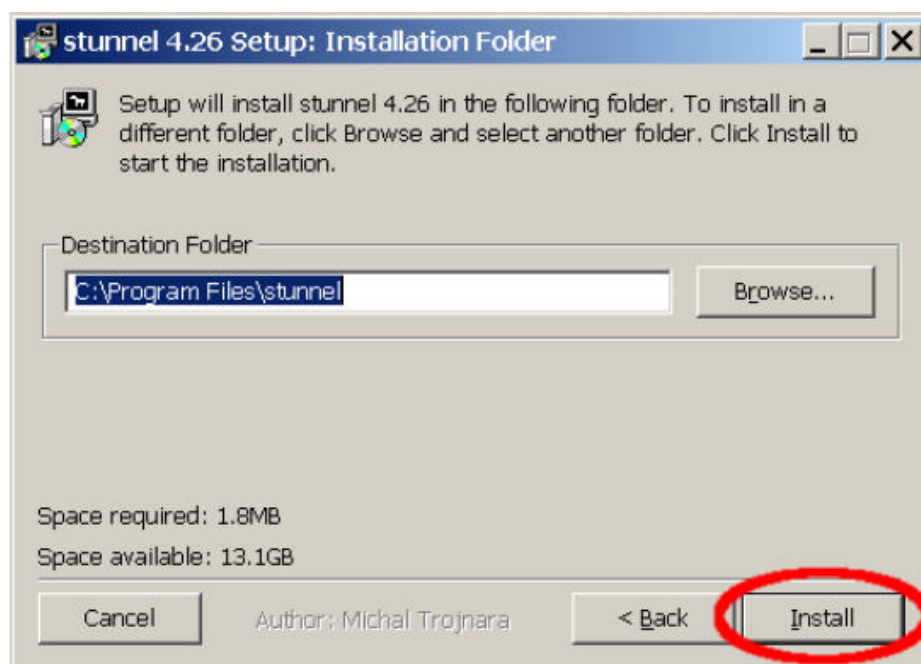 stunnel 4.26 Setup: Installation Folder
Setup will install stunnel 4.26 in the following folder. To install in a
different folder, click Browse and select another folder. Click Install to
start the installation.
Destination Folder
C:\Program Files\stunnel
Browse...
Space required: 1.8MB
Space available: 13.1GB
Cancel
Author: Michal Trojnara
< Back
Install